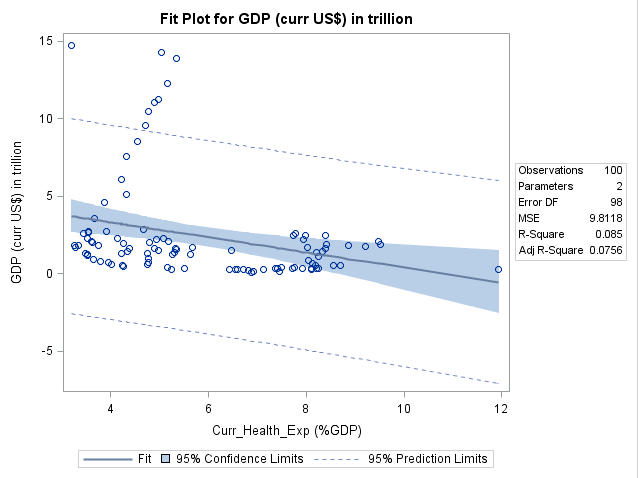 Fit Plot for GDP (curr US$) in trillion
15
10
5
0
-5
GDP (curr US$) in trillion
4 6 8 10 12
Curr_Health_Exp (%GDP)
Observations 100
Parameters 2
Error DF 98
MSE 9.8118
R-Square 0.085
Adj R-Square 0.0756
Fit 95% Confidence Limits 95% Prediction Limits